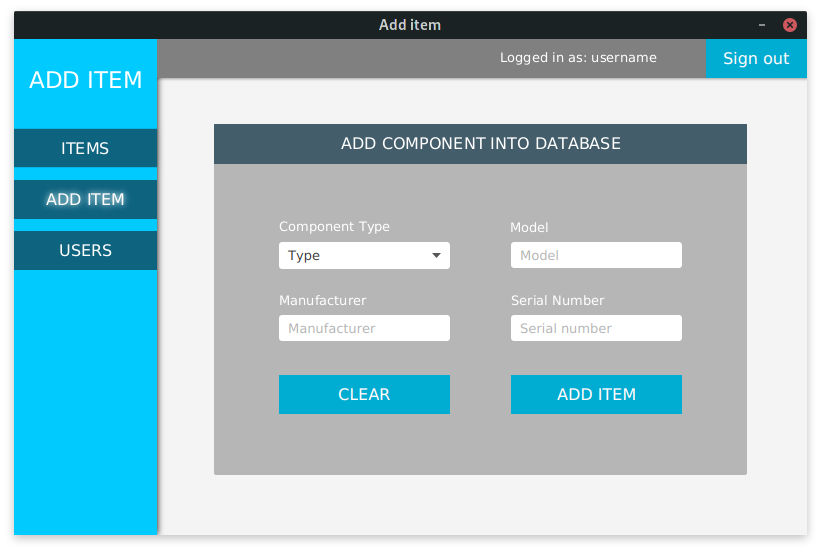 Add item
ADD ITEM
Logged in as: username
Sign out
ITEMS
ADD ITEM
USERS
ADD COMPONENT INTO DATABASE
Component Type
Model
Type
Model
Manufacturer
Serial Number
Manufacturer
Serial number
CLEAR
ADD ITEM